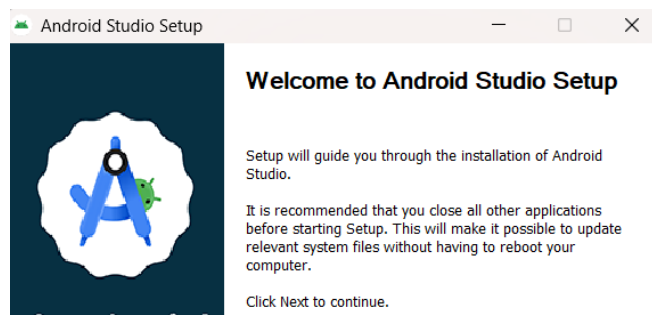 Android Studio Setup
Welcome to Android Studio Setup
Setup will guide you through the installation of Android
Studio.
It is recommended that you close all other applications
before starting Setup. This will make it possible to update
relevant system files without having to reboot your
computer.
Click Next to continue.